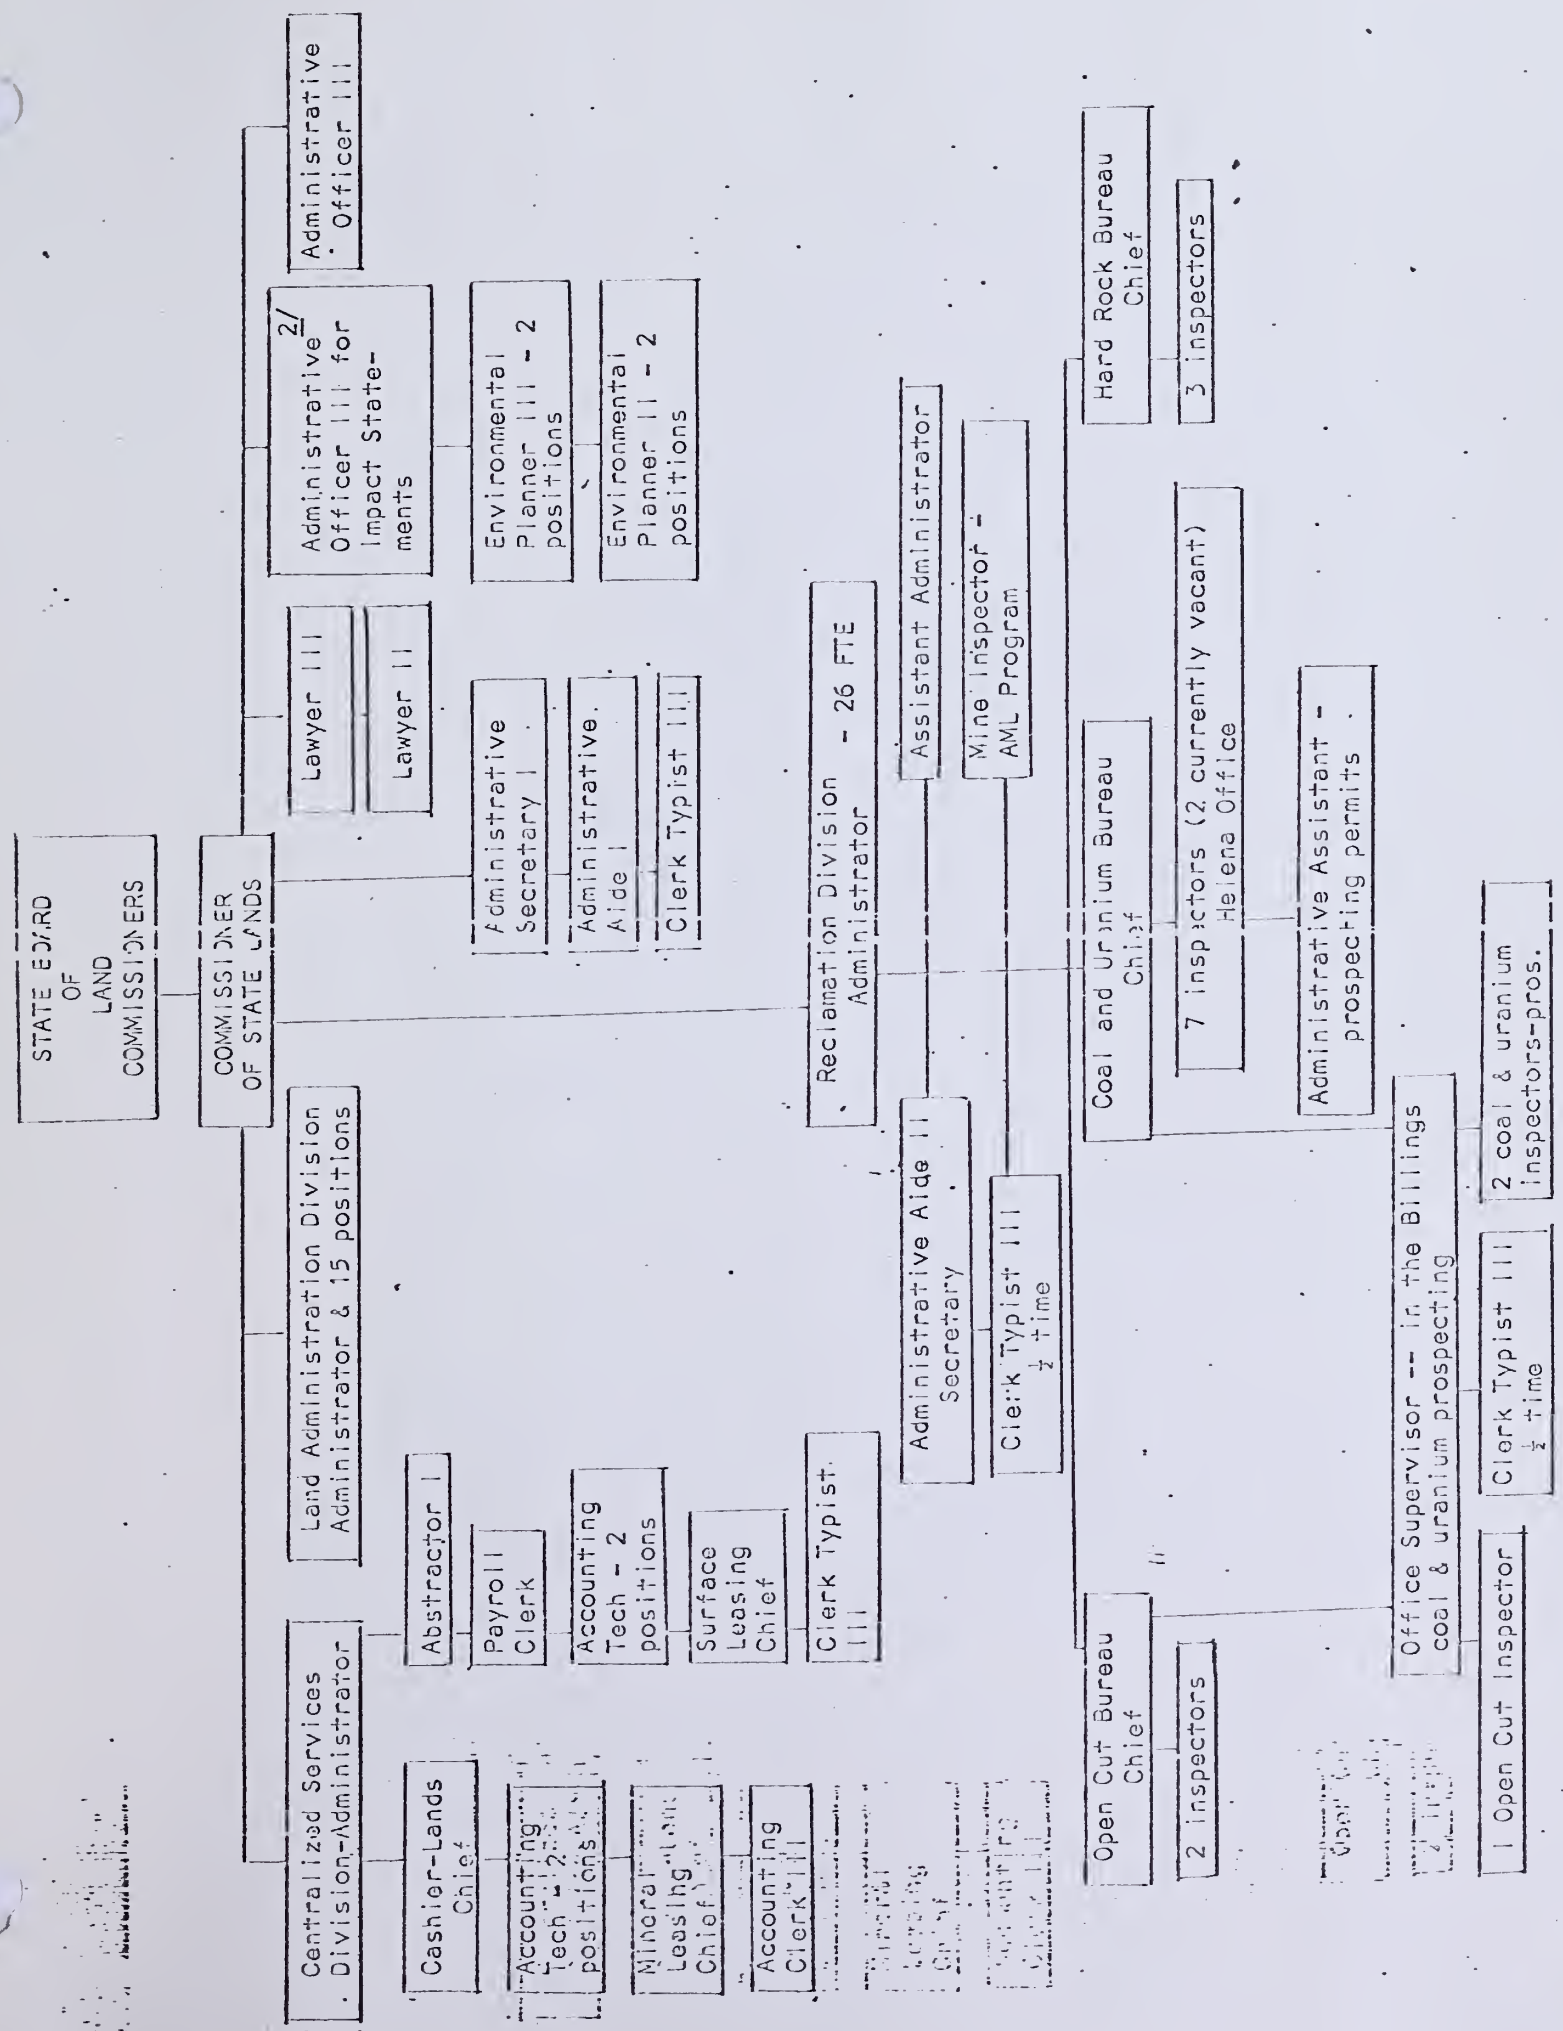 STATE BOARD
OF
LAND
COMMISSIONERS
COMMISSIONER
OF STATE LANDS
Centralized Services
Division-Administrator
Land Administration Division
Administrator & 15 positions
Lawyer III
Lawyer II
Administrative 2/
Officer III for
Impact State-
ments
Administrative
Officer III
Cashier-Lands
Chief
Accounting
Tech - 2
positions
Mineral
Leasing
Chief
Accounting
Clerk III
Abstractor I
Payroll
Clerk
Accounting
Tech - 2
positions
Surface
Leasing
Chief
Clerk Typist
III
Administrative
Secretary I
Administrative
Aide I
Clerk Typist III
Environmental
Planner III - 2
positions
Environmental
Planner II - 2
positions
Reclamation Division - 26 FTE
Administrator
Administrative Aide II
Secretary
Assistant Administrator
Clerk Typist III
½ time
Mine Inspector -
AML Program
Open Cut Bureau
Chief
2 inspectors
Coal and Uranium Bureau
Chief
7 inspectors (2 currently vacant)
Helena Office
Administrative Assistant -
prospecting permits
Hard Rock Bureau
Chief
3 inspectors
Office Supervisor -- in the Billings
coal & uranium prospecting
1 Open Cut Inspector
Clerk Typist III
½ time
2 coal & uranium
inspectors-pros.